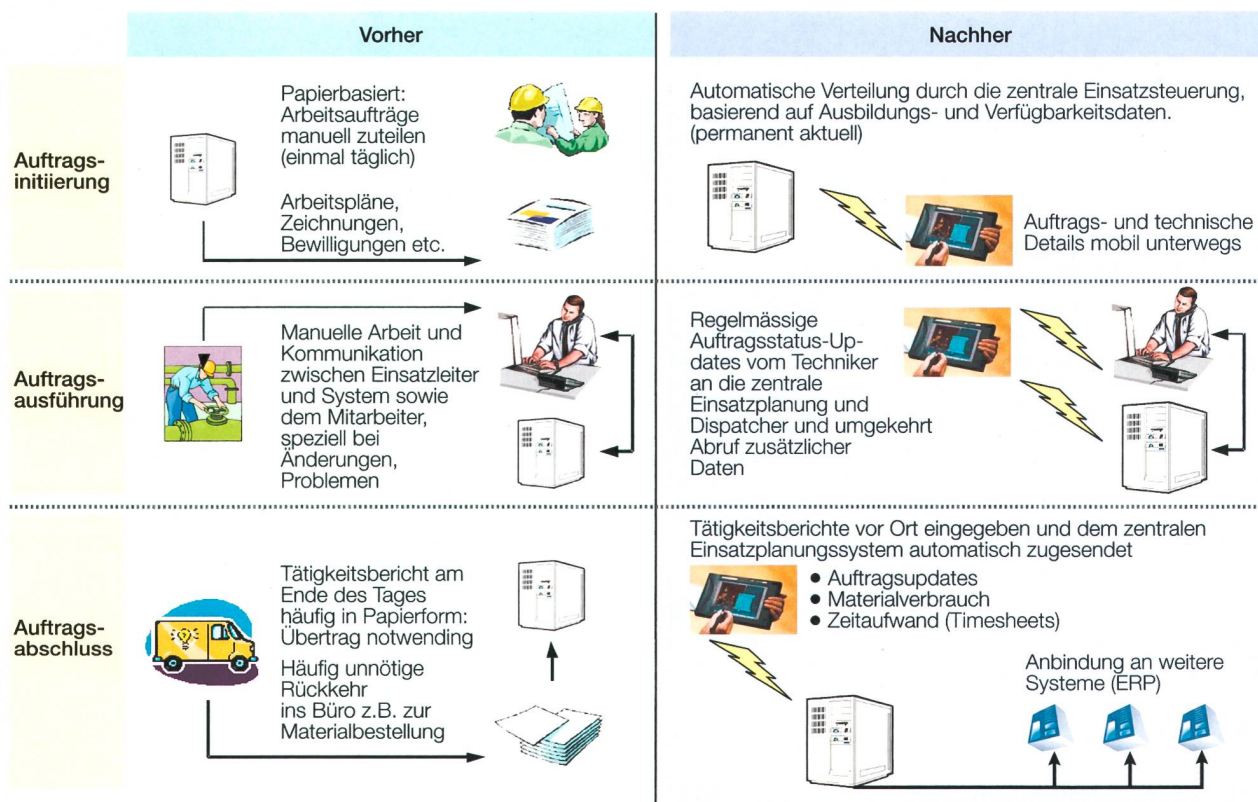 Vorher
Nachher
Auftrags-
initiierung
Papierbasiert:
Arbeitsaufträge
manuell zuteilen
(einmal täglich)
Arbeitspläne,
Zeichnungen,
Bewilligungen etc.
Automatische Verteilung durch die zentrale Einsatzsteuerung,
basierend auf Ausbildungs- und Verfügbarkeitsdaten.
(permanent aktuell)
Auftrags- und technische
Details mobil unterwegs
Auftrags-
ausführung
Manuelle Arbeit und
Kommunikation
zwischen Einsatzleiter
und System sowie
dem Mitarbeiter,
speziell bei
Änderungen,
Problemen
Regelmässige
Auftragsstatus-Up-
dates vom Techniker
an die zentrale
Einsatzplanung und
Dispatcher und umgekehrt
Abruf zusätzlicher
Daten
Auftrags-
abschluss
Tätigkeitsbericht am
Ende des Tages
häufig in Papierform:
Übertrag notwending
Häufig unnötige
Rückkehr
ins Büro z.B. zur
Materialbestellung
Tätigkeitsberichte vor Ort eingegeben und dem zentralen
Einsatzplanungssystem automatisch zugesendet
● Auftragsupdates
● Materialverbrauch
● Zeitaufwand (Timesheets)
Anbindung an weitere
Systeme (ERP)